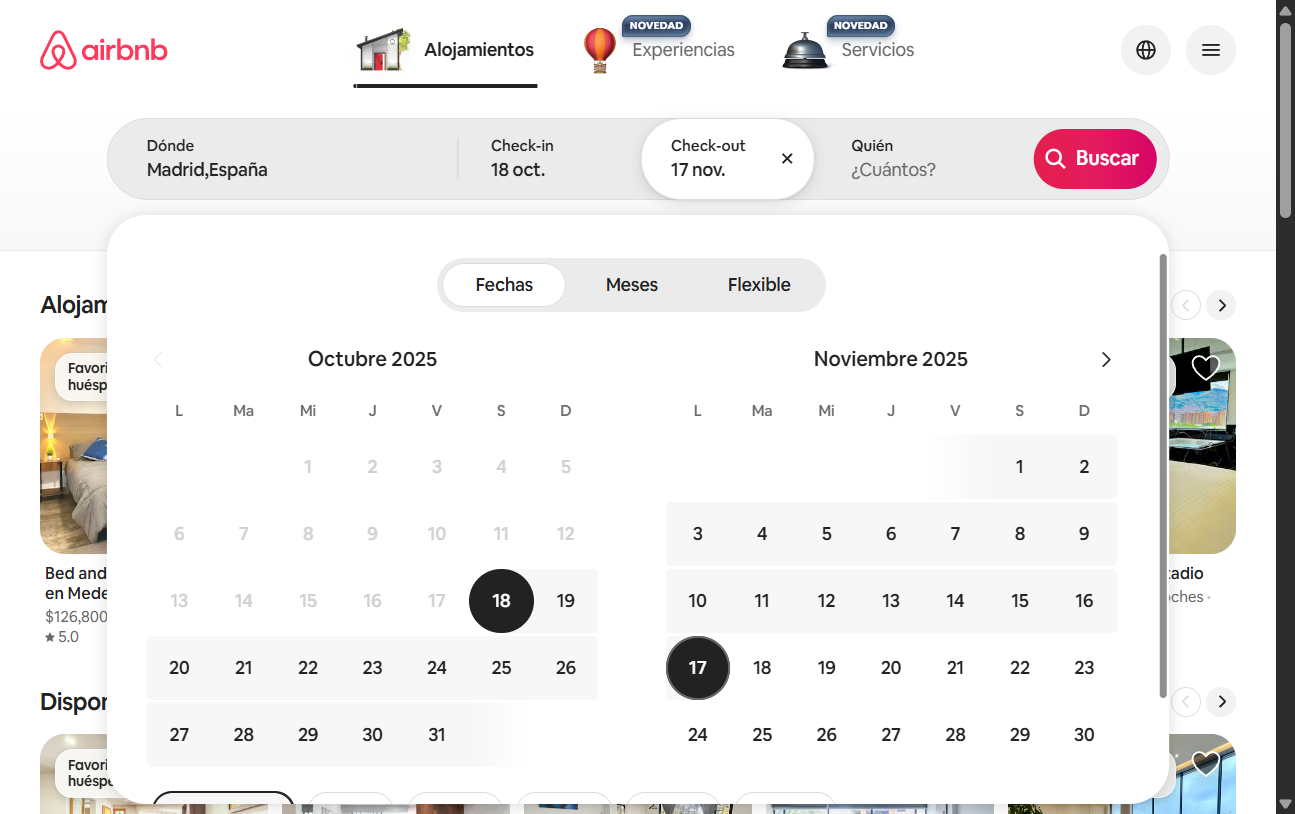 airbnb
Alojamientos
NOVEDAD
Experiencias
NOVEDAD
Servicios
Dónde
Madrid,España
Check-in
18 oct.
Check-out
17 nov.
Quién
¿Cuántos?
Buscar
Fechas
Meses
Flexible
Octubre 2025
L Ma Mi J V S D
1 2 3 4 5
6 7 8 9 10 11 12
13 14 15 16 17 18 19
20 21 22 23 24 25 26
27 28 29 30 31
Noviembre 2025
L Ma Mi J V S D
1 2
3 4 5 6 7 8 9
10 11 12 13 14 15 16
17 18 19 20 21 22 23
24 25 26 27 28 29 30
Alojam
Favori
huésp
Bed and
en Mede
$126,800
5.0
tadio
oches ·
Dispon
Favori
huéspe